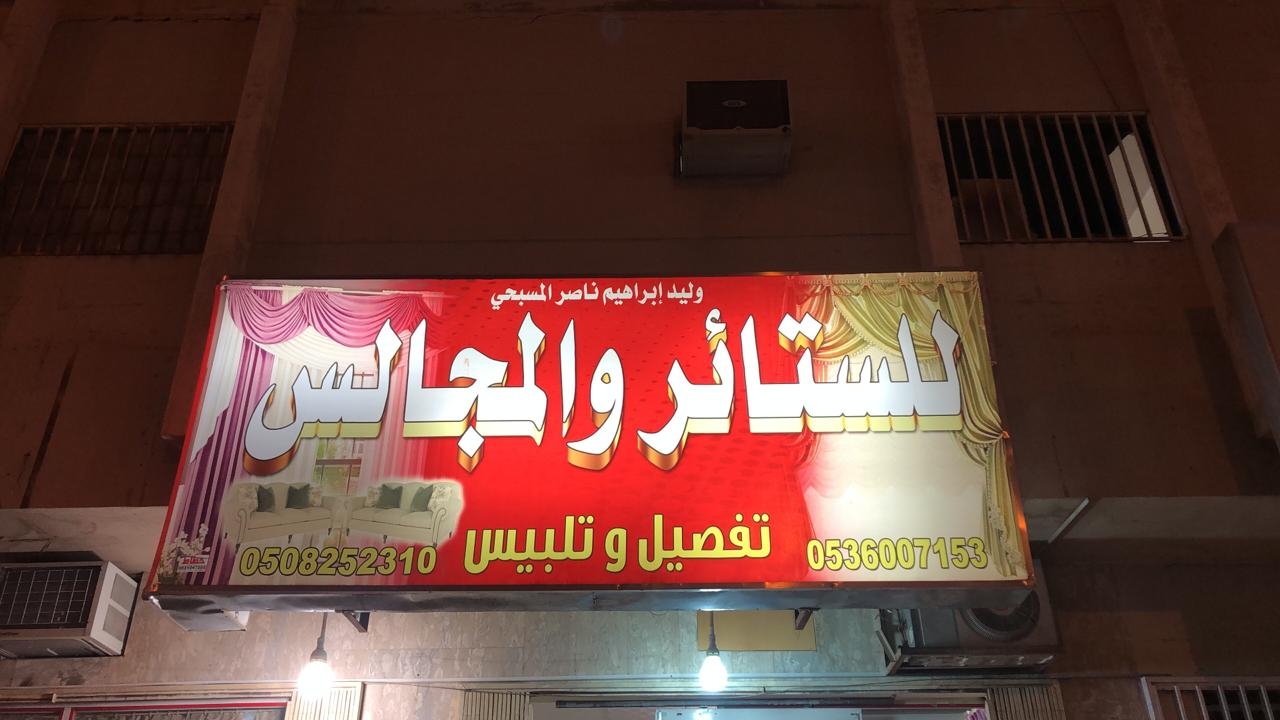 وليد إبراهيم ناصر المسبحي
للستائر والمجالس
تفصيل و تلبيس
0536007153
0508252310